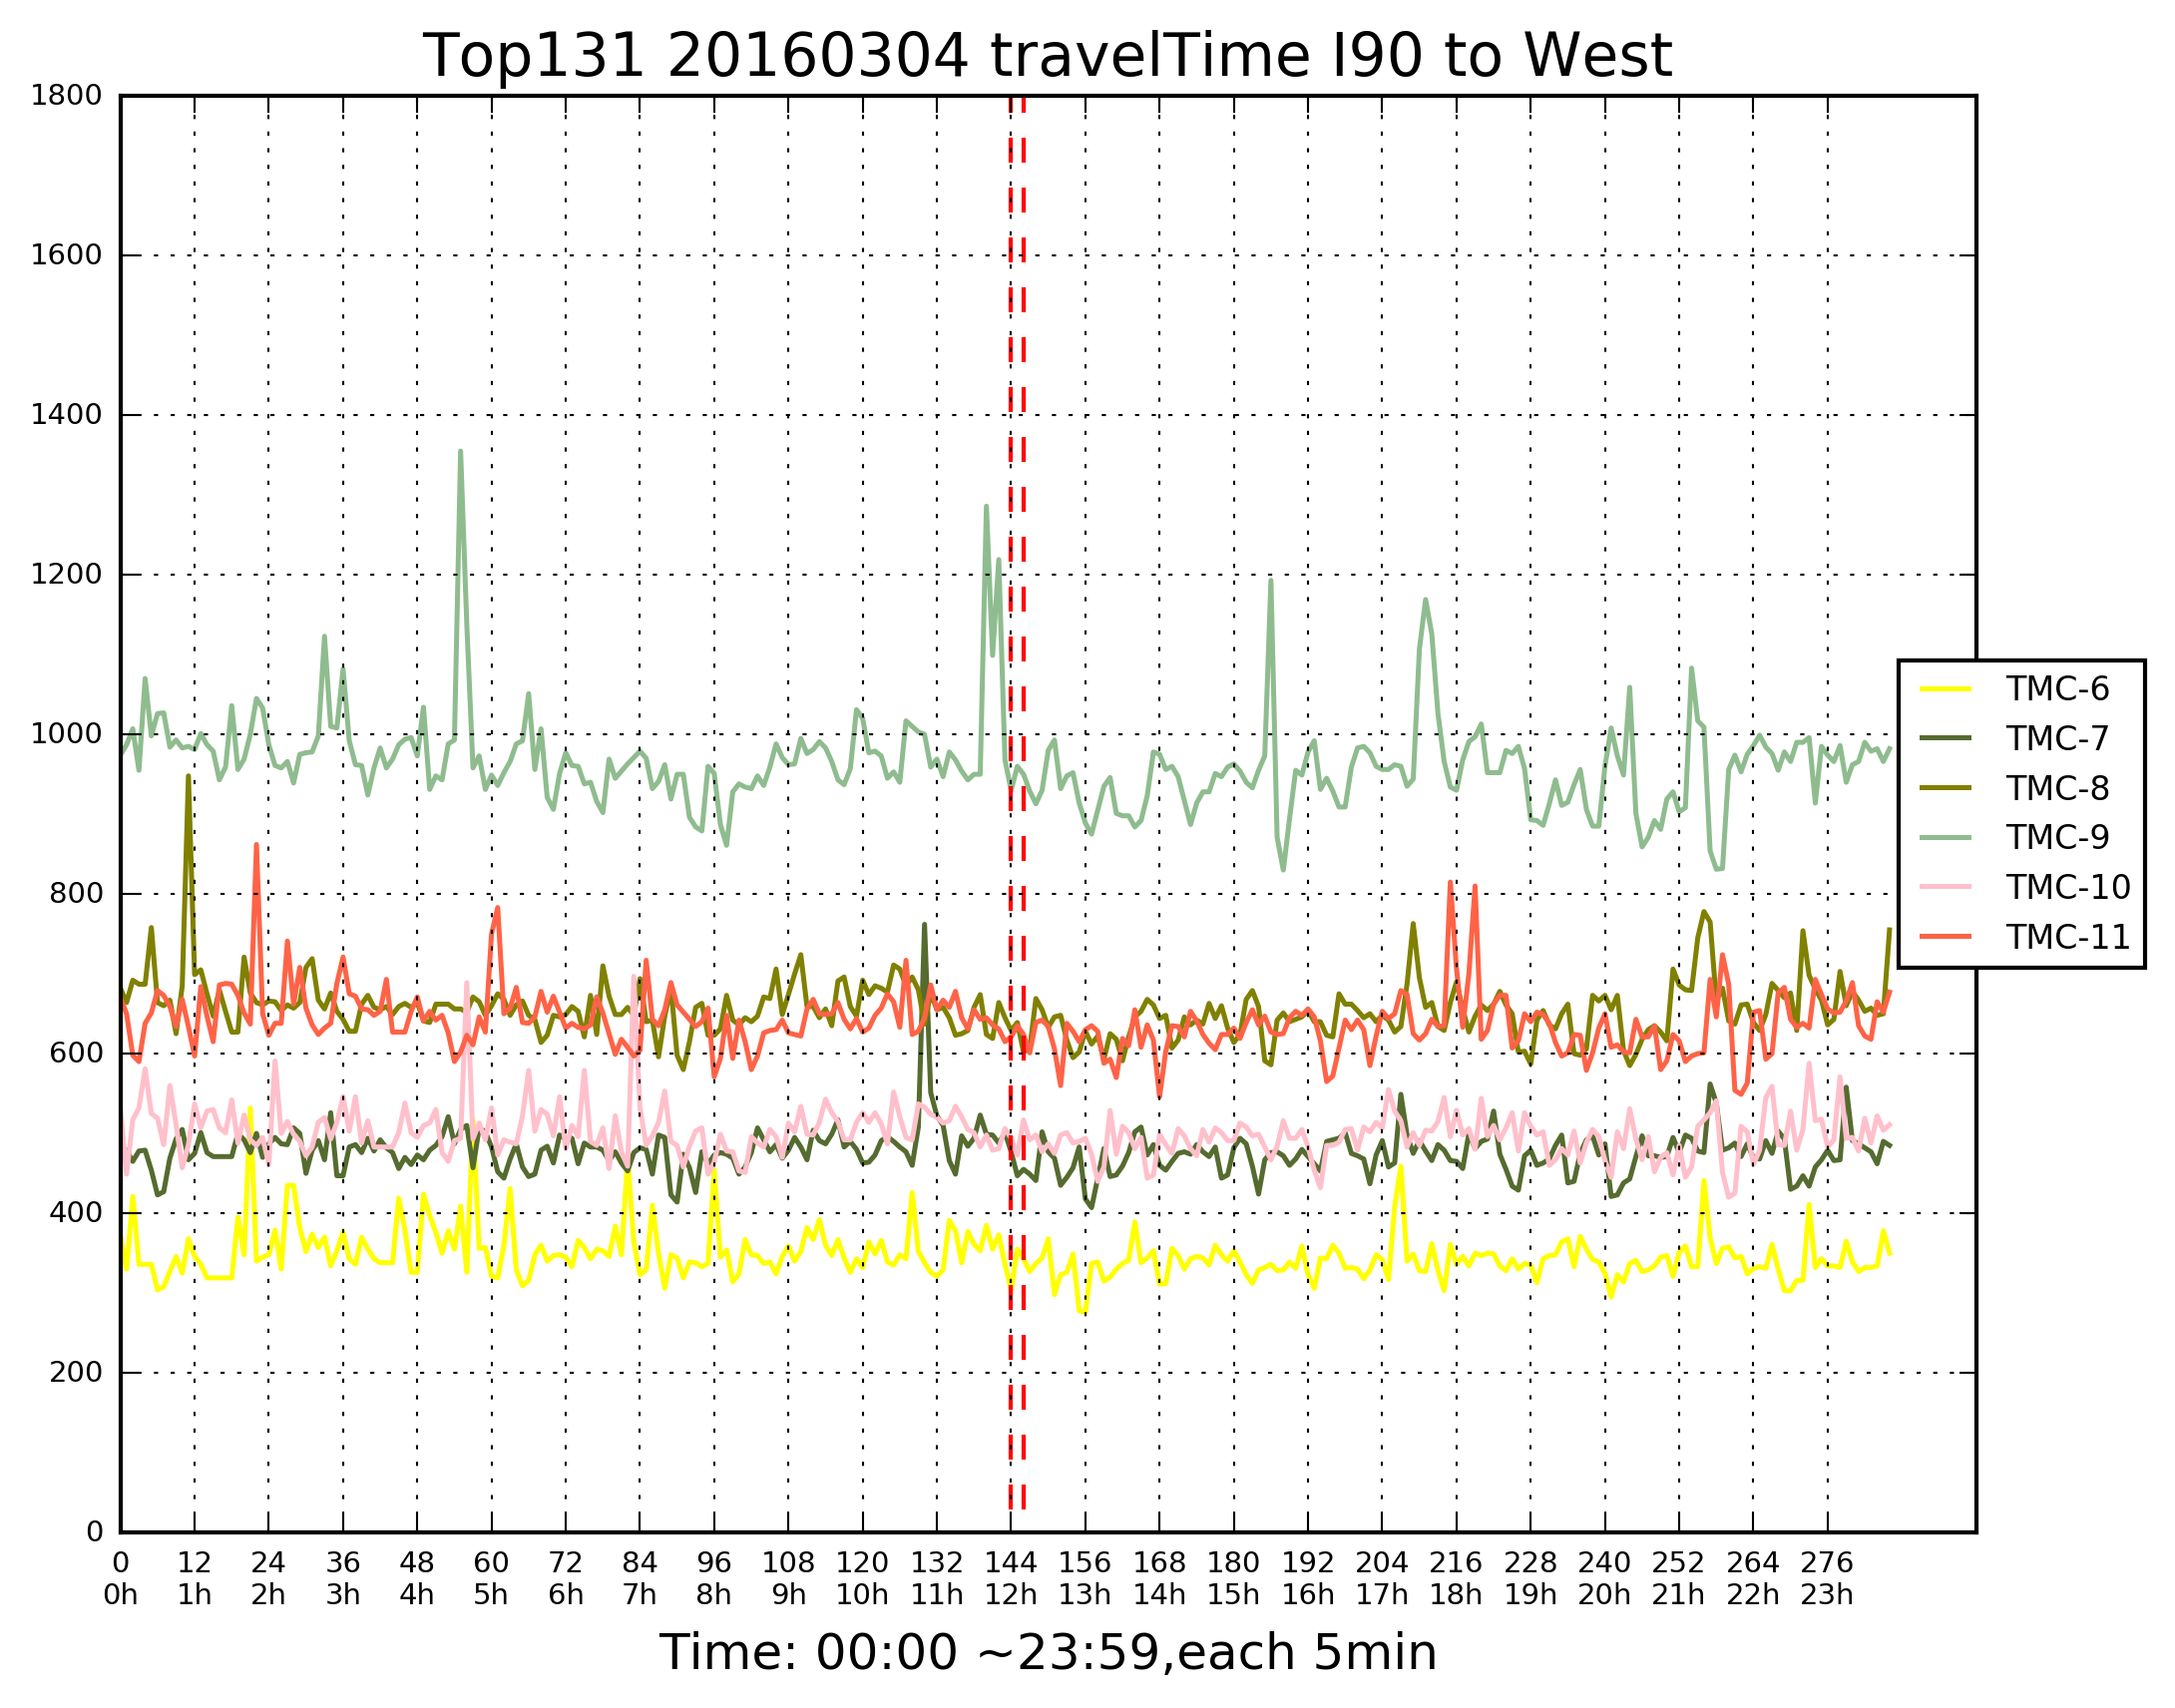 Top131 20160304 travelTime I90 to West
1800
1600
1400
1200
1000
800
600
400
200
0
TMC-6
TMC-7
TMC-8
TMC-9
TMC-10
TMC-11
0 12 24 36 48 60 72 84 96 108 120 132 144 156 168 180 192 204 216 228 240 252 264 276
0h 1h 2h 3h 4h 5h 6h 7h 8h 9h 10h 11h 12h 13h 14h 15h 16h 17h 18h 19h 20h 21h 22h 23h
Time: 00:00 ~23:59,each 5min